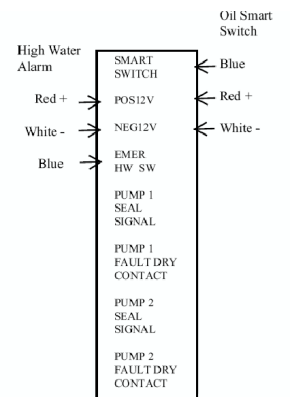 Oil Smart
Switch
High Water
Alarm
SMART
SWITCH
Blue
Red +
POS12V
Red +
White -
NEG12V
White -
Blue
EMER
HW SW
PUMP 1
SEAL
SIGNAL
PUMP 1
FAULT DRY
CONTACT
PUMP 2
SEAL
SIGNAL
PUMP 2
FAULT DRY
CONTACT